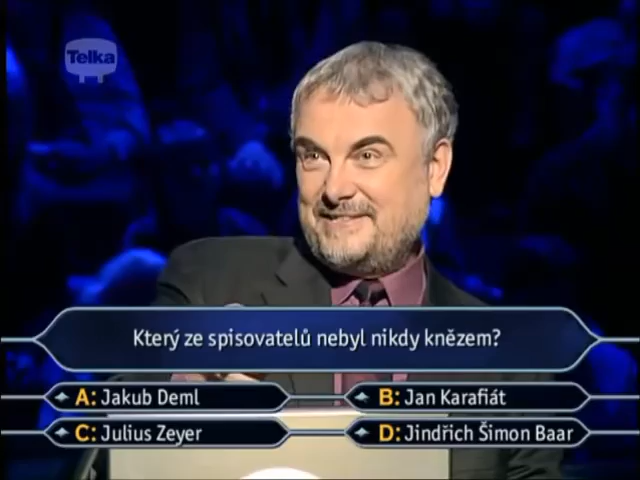 Telka
Který ze spisovatelů nebyl nikdy knězem?
A: Jakub Deml
B: Jan Karafiát
C: Julius Zeyer
D: Jindřich Šimon Baar